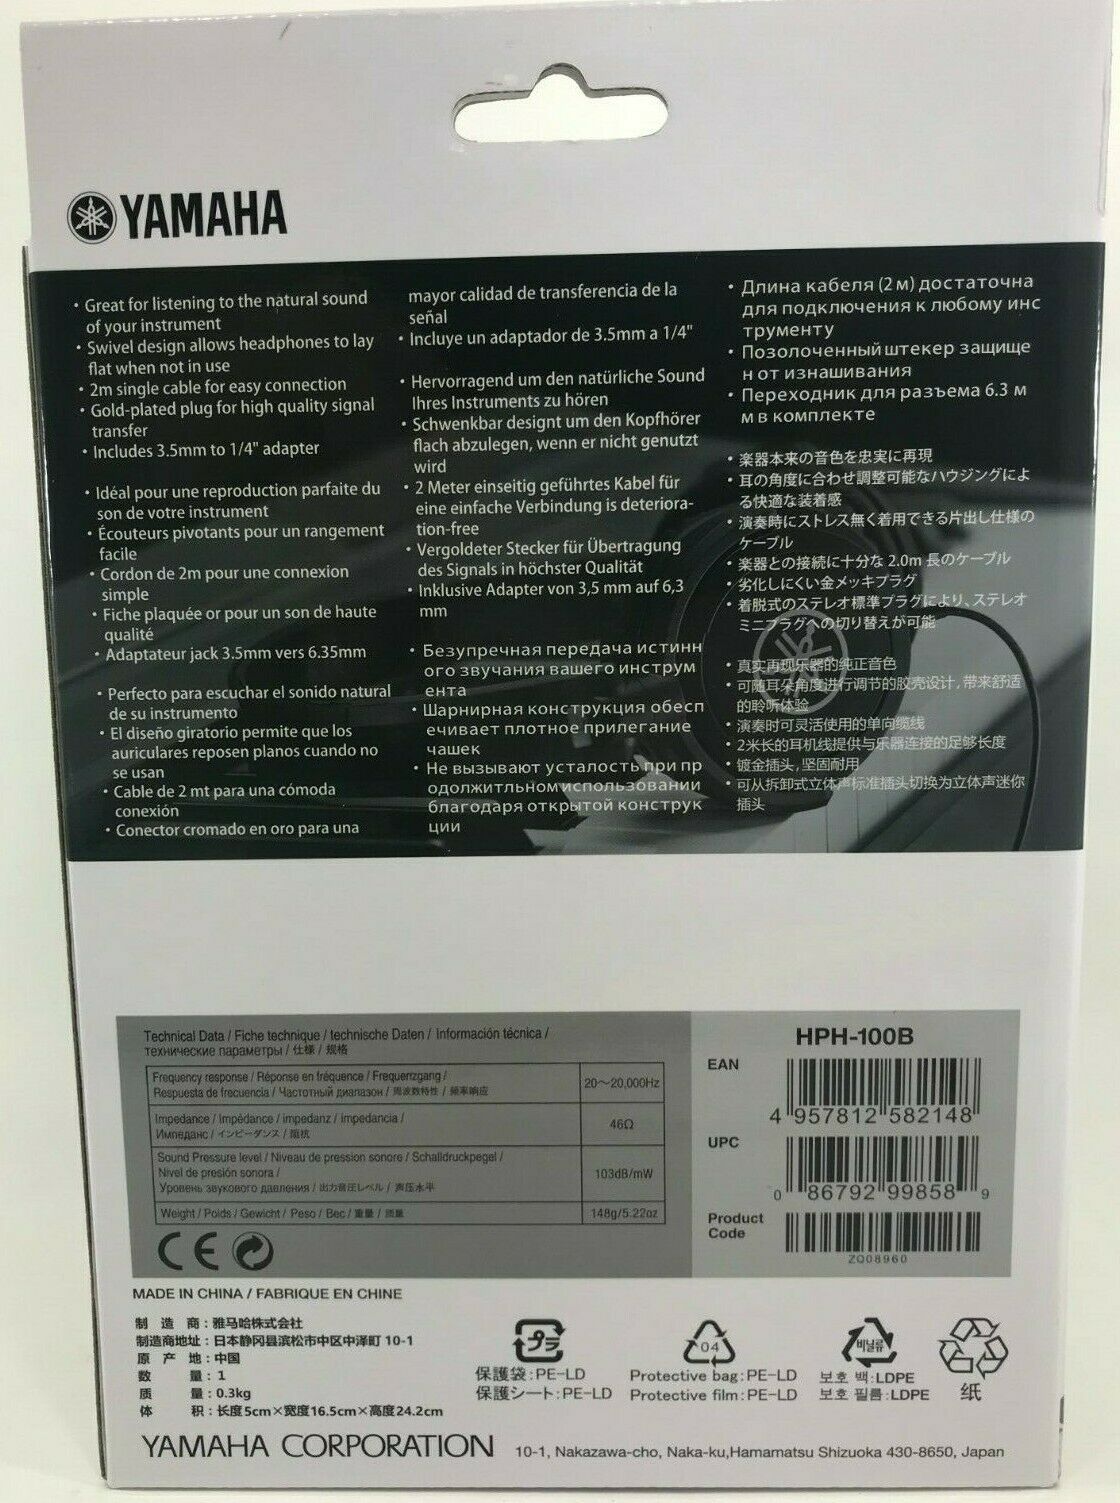 YAMAHA
• Great for listening to the natural sound
of your instrument
• Swivel design allows headphones to lay
flat when not in use
• 2m single cable for easy connection
• Gold-plated plug for high quality signal
transfer
• Includes 3.5mm to 1/4" adapter
• Idéal pour une reproduction parfaite du
son de votre instrument
• Écouteurs pivotants pour un rangement
facile
• Cordon de 2m pour une connexion
simple
• Fiche plaquée or pour un son de haute
qualité
• Adaptateur jack 3.5mm vers 6.35mm
• Perfecto para escuchar el sonido natural
de su instrumento
• El diseño giratorio permite que los
auriculares reposen planos cuando no
se usan
• Cable de 2 mt para una cómoda
conexión
• Conector cromado en oro para una
mayor calidad de transferencia de la
señal
• Incluye un adaptador de 3.5mm a 1/4"
• Hervorragend um den natürliche Sound
Ihres Instruments zu hören
• Schwenkbar designt um den Kopfhörer
flach abzulegen, wenn er nicht genutzt
wird
• 2 Meter einseitig geführtes Kabel für
eine einfache Verbindung is deteriora-
tion-free
• Vergoldeter Stecker für Übertragung
des Signals in höchster Qualität
• Inklusive Adapter von 3,5 mm auf 6,3
mm
• Безупречная передача истинн
ого звучания вашего инструм
ента
• Шарнирная конструкция обесп
ечивает плотное прилегание
чашек
• Не вызывают усталость при пр
одолжитльном использовании
благодаря открытой конструк
ции
• Длина кабеля (2 м) достаточна
для подключения к любому инс
трументу
• Позолоченный штекер защище
н от изнашивания
• Переходник для разъема 6.3 м
м в комплекте
• 楽器本来の音色を忠実に再現
• 耳の角度に合わせ調整可能なハウジングによ
る快適な装着感
• 演奏時にストレス無く着用できる片出し仕様の
ケーブル
• 楽器との接続に十分な 2.0m 長のケーブル
• 劣化しにくい金メッキプラグ
• 着脱式のステレオ標準プラグにより、ステレオ
ミニプラグへの切り替えが可能
• 真实再现乐器的纯正音色
• 可随耳朵角度进行调节的胶壳设计, 带来舒适
的聆听体验
• 演奏时可灵活使用的单向缆线
• 2米长的耳机线提供与乐器连接的足够长度
• 镀金插头, 坚固耐用
• 可从拆卸式立体声标准插头切换为立体声迷你
插头
Technical Data / Fiche technique / technische Daten / Información técnica /
технические параметры / 仕様 / 规格
Frequency response / Réponse en fréquence / Frequenzgang /
Respuesta de frecuencia / Частотный диапазон / 周波数特性 / 频率响应
20～20,000Hz
Impedance / Impédance / impedanz / impedancia /
Импеданс / インピーダンス / 阻抗
46Ω
Sound Pressure level / Niveau de pression sonore / Schalldruckpegel /
Nivel de presión sonora /
Уровень звукового давления / 出力音圧レベル / 声压水平
103dB/mW
Weight / Poids / Gewicht / Peso / Вес / 重量 / 质量
148g/5.22oz
CE
HPH-100B
EAN
4 957812 582148
UPC
0 86792 99858 9
Product
Code
ZQ08960
MADE IN CHINA / FABRIQUE EN CHINE
制 造 商：雅马哈株式会社
制造商地址：日本静冈县滨松市中区中泽町 10-1
原 产 地：中国
数 量：1
质 量：0.3kg
体 积：长度5cm×宽度16.5cm×高度24.2cm
プラ
保護袋:PE-LD
保護シート:PE-LD
04
Protective bag:PE-LD
Protective film:PE-LD
비닐류
보호 백:LDPE
보호 필름:LDPE
纸
YAMAHA CORPORATION 10-1, Nakazawa-cho, Naka-ku,Hamamatsu Shizuoka 430-8650, Japan